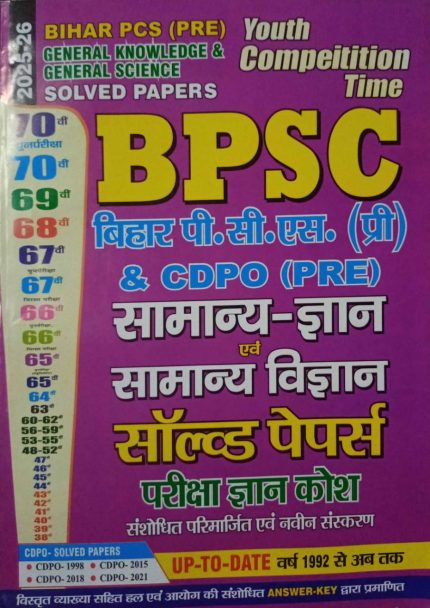 2025-26
BIHAR PCS (PRE)
GENERAL KNOWLEDGE &
GENERAL SCIENCE
SOLVED PAPERS
Youth
Compeitition
Time
BPSC
बिहार पी.सी.एस. (प्री)
& CDPO (PRE)
सामान्य-ज्ञान
एवं
सामान्य विज्ञान
सॉल्व्ड पेपर्स
परीक्षा ज्ञान कोश
संशोधित परिमार्जित एवं नवीन संस्करण
70वी
पुनर्परीक्षा
70वी
69वी
68वी
67वी
67वी
66वी
66वी
65वी
65वी
64वी
63वी
60-62वी
56-59वी
53-55वी
48-52वी
47वी
46वी
45वी
44वी
43वी
42वी
41वी
40वी
39वी
38वी
CDPO- SOLVED PAPERS
• CDPO-1998 • CDPO-2015
• CDPO-2018 • CDPO-2021
UP-TO-DATE वर्ष 1992 से अब तक
विस्तृत व्याख्या सहित हल एवं आयोग की संशोधित ANSWER-KEY द्वारा प्रमाणित